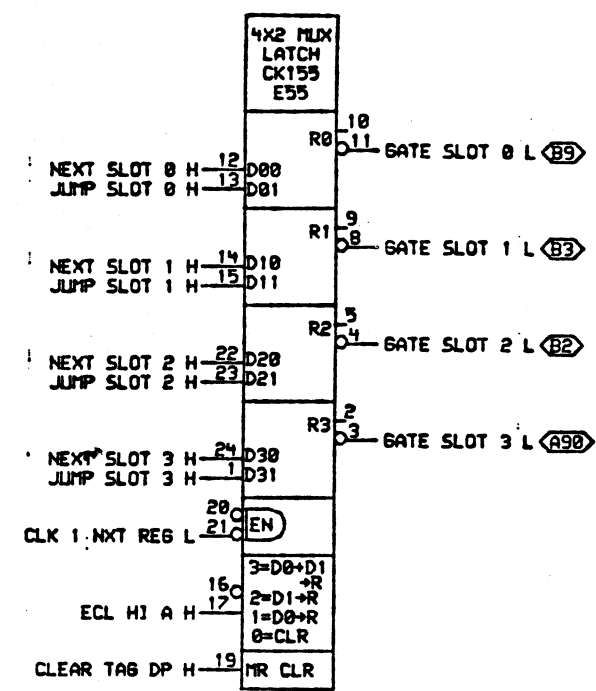 4X2 MUX
LATCH
CK155
E55
10
R0 11 GATE SLOT 0 L B9
NEXT SLOT 0 H 12 D00
JUMP SLOT 0 H 13 D01
9
R1 8 GATE SLOT 1 L B3
NEXT SLOT 1 H 14 D10
JUMP SLOT 1 H 15 D11
5
R2 4 GATE SLOT 2 L B2
NEXT SLOT 2 H 22 D20
JUMP SLOT 2 H 23 D21
2
R3 3 GATE SLOT 3 L A90
NEXT SLOT 3 H 24 D30
JUMP SLOT 3 H 1 D31
20
CLK 1 NXT REG L 21 EN
3=D0+D1
→R
16
2=D1→R
ECL HI A H 17
1=D0→R
0=CLR
CLEAR TAG DP H 19 MR CLR